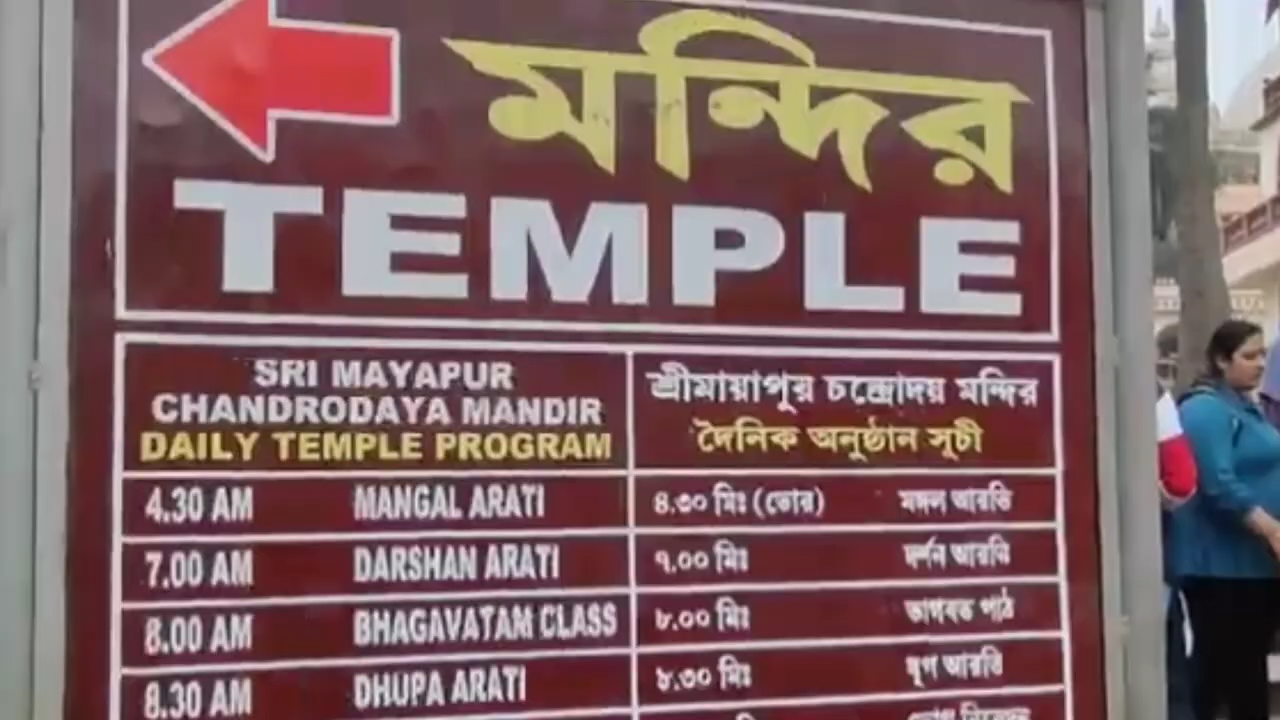 মন্দির
TEMPLE
SRI MAYAPUR
CHANDRODAYA MANDIR
DAILY TEMPLE PROGRAM
শ্রীমায়াপুর চন্দ্রোদয় মন্দির
দৈনিক অনুষ্ঠান সূচী
4.30 AM MANGAL ARATI ৪.৩০ মিঃ (ভোর) মঙ্গল আরতি
7.00 AM DARSHAN ARATI ৭.০০ মিঃ দর্শন আরতি
8.00 AM BHAGAVATAM CLASS ৮.০০ মিঃ ভাগবত পাঠ
8.30 AM DHUPA ARATI ৮.৩০ মিঃ ধূপ আরতি